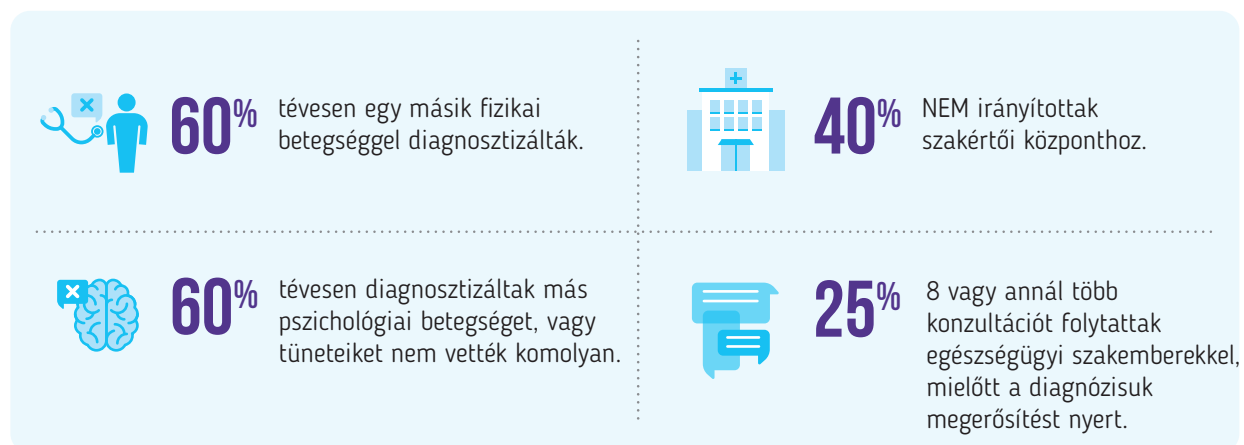 60% tévesen egy másik fizikai
betegséggel diagnosztizálták.
40% NEM irányítottak
szakértői központhoz.
60% tévesen diagnosztizáltak más
pszichológiai betegséget, vagy
tüneteiket nem vették komolyan.
25% 8 vagy annál több
konzultációt folytattak
egészségügyi szakemberekkel,
mielőtt a diagnózisuk
megerősítést nyert.